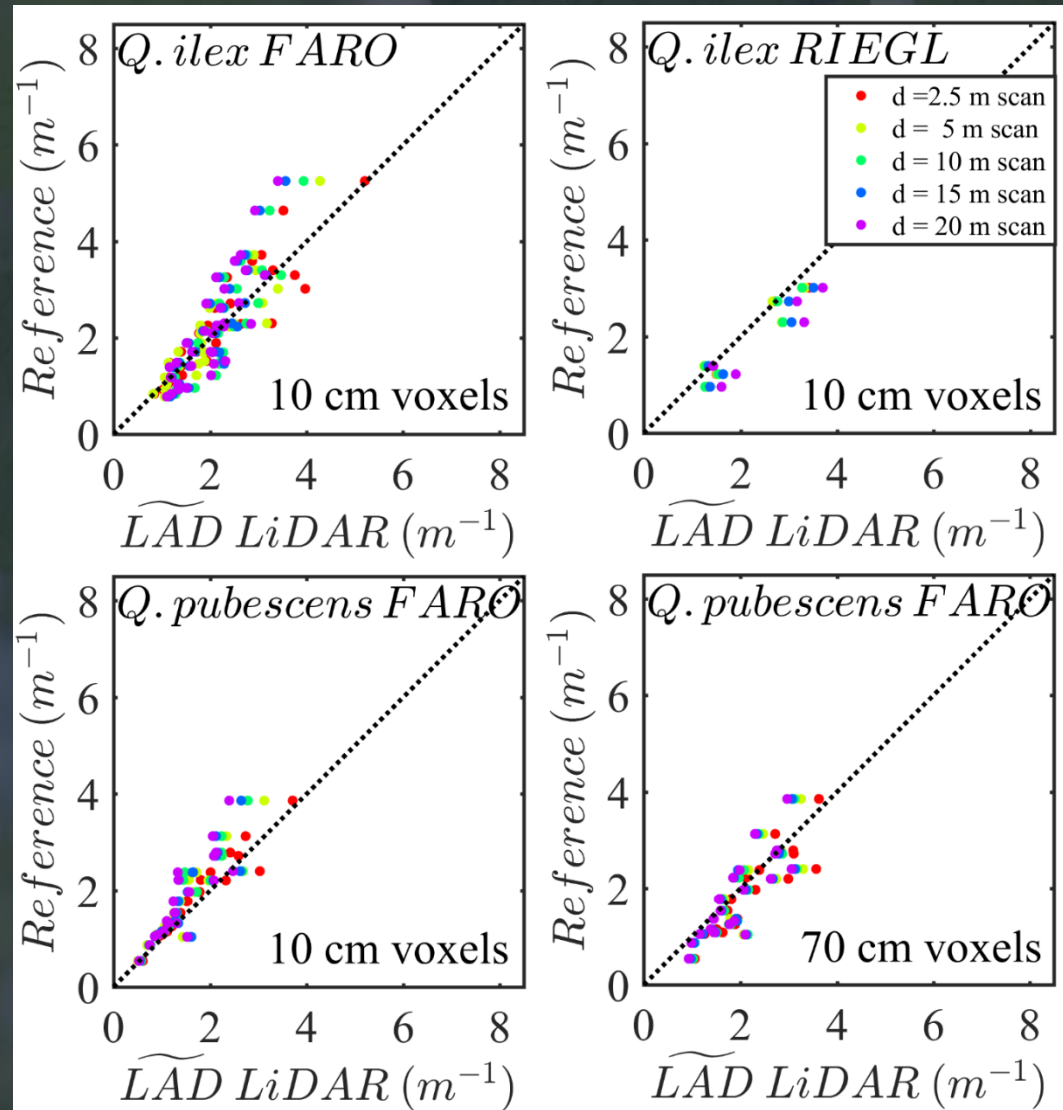 Q. ilex FARO
8
6
4
2
0
Reference (m⁻¹)
10 cm voxels
0 2 4 6 8
L͠AD LiDAR (m⁻¹)
Q. ilex RIEGL
d =2.5 m scan
d = 5 m scan
d = 10 m scan
d = 15 m scan
d = 20 m scan
8
6
4
2
0
Reference (m⁻¹)
10 cm voxels
0 2 4 6 8
L͠AD LiDAR (m⁻¹)
Q. pubescens FARO
8
6
4
2
0
Reference (m⁻¹)
10 cm voxels
0 2 4 6 8
L͠AD LiDAR (m⁻¹)
Q. pubescens FARO
8
6
4
2
0
Reference (m⁻¹)
70 cm voxels
0 2 4 6 8
L͠AD LiDAR (m⁻¹)